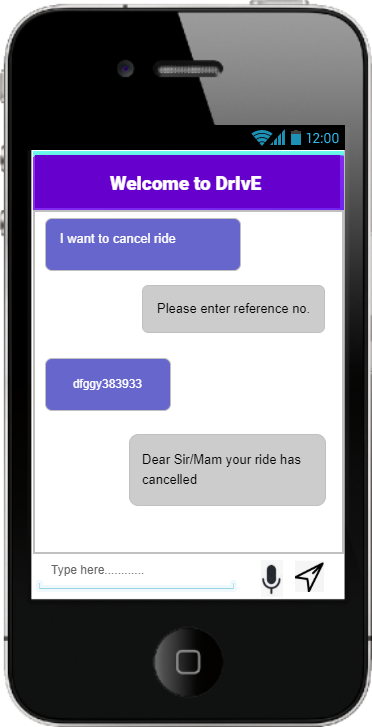 12:00
Welcome to DrIvE
I want to cancel ride
Please enter reference no.
dfggy383933
Dear Sir/Mam your ride has
cancelled
Type here............